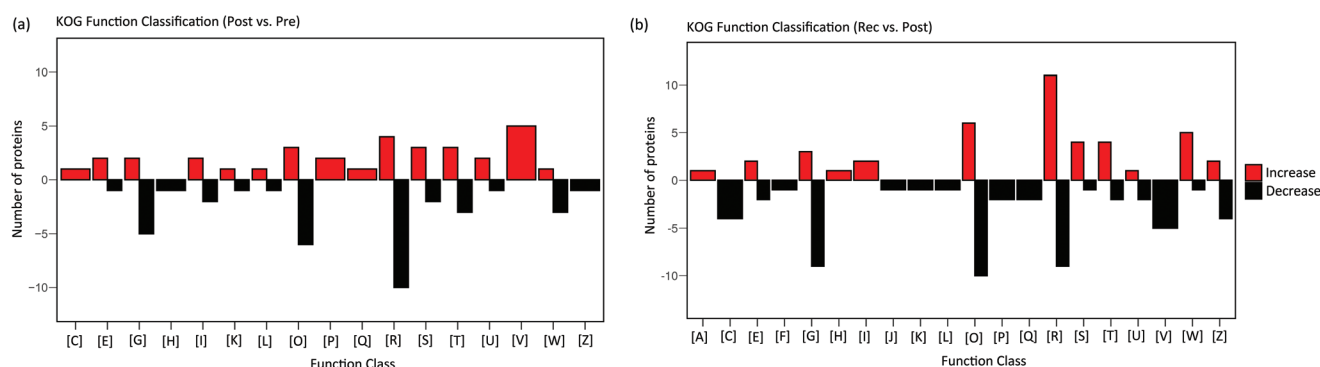 (a)
KOG Function Classification (Post vs. Pre)
Number of proteins
10
5
0
−5
−10
[C] [E] [G] [H] [I] [K] [L] [O] [P] [Q] [R] [S] [T] [U] [V] [W] [Z]
Function Class
(b)
KOG Function Classification (Rec vs. Post)
Number of proteins
10
5
0
-5
-10
[A] [C] [E] [F] [G] [H] [I] [J] [K] [L] [O] [P] [Q] [R] [S] [T] [U] [V] [W] [Z]
Function Class
Increase
Decrease